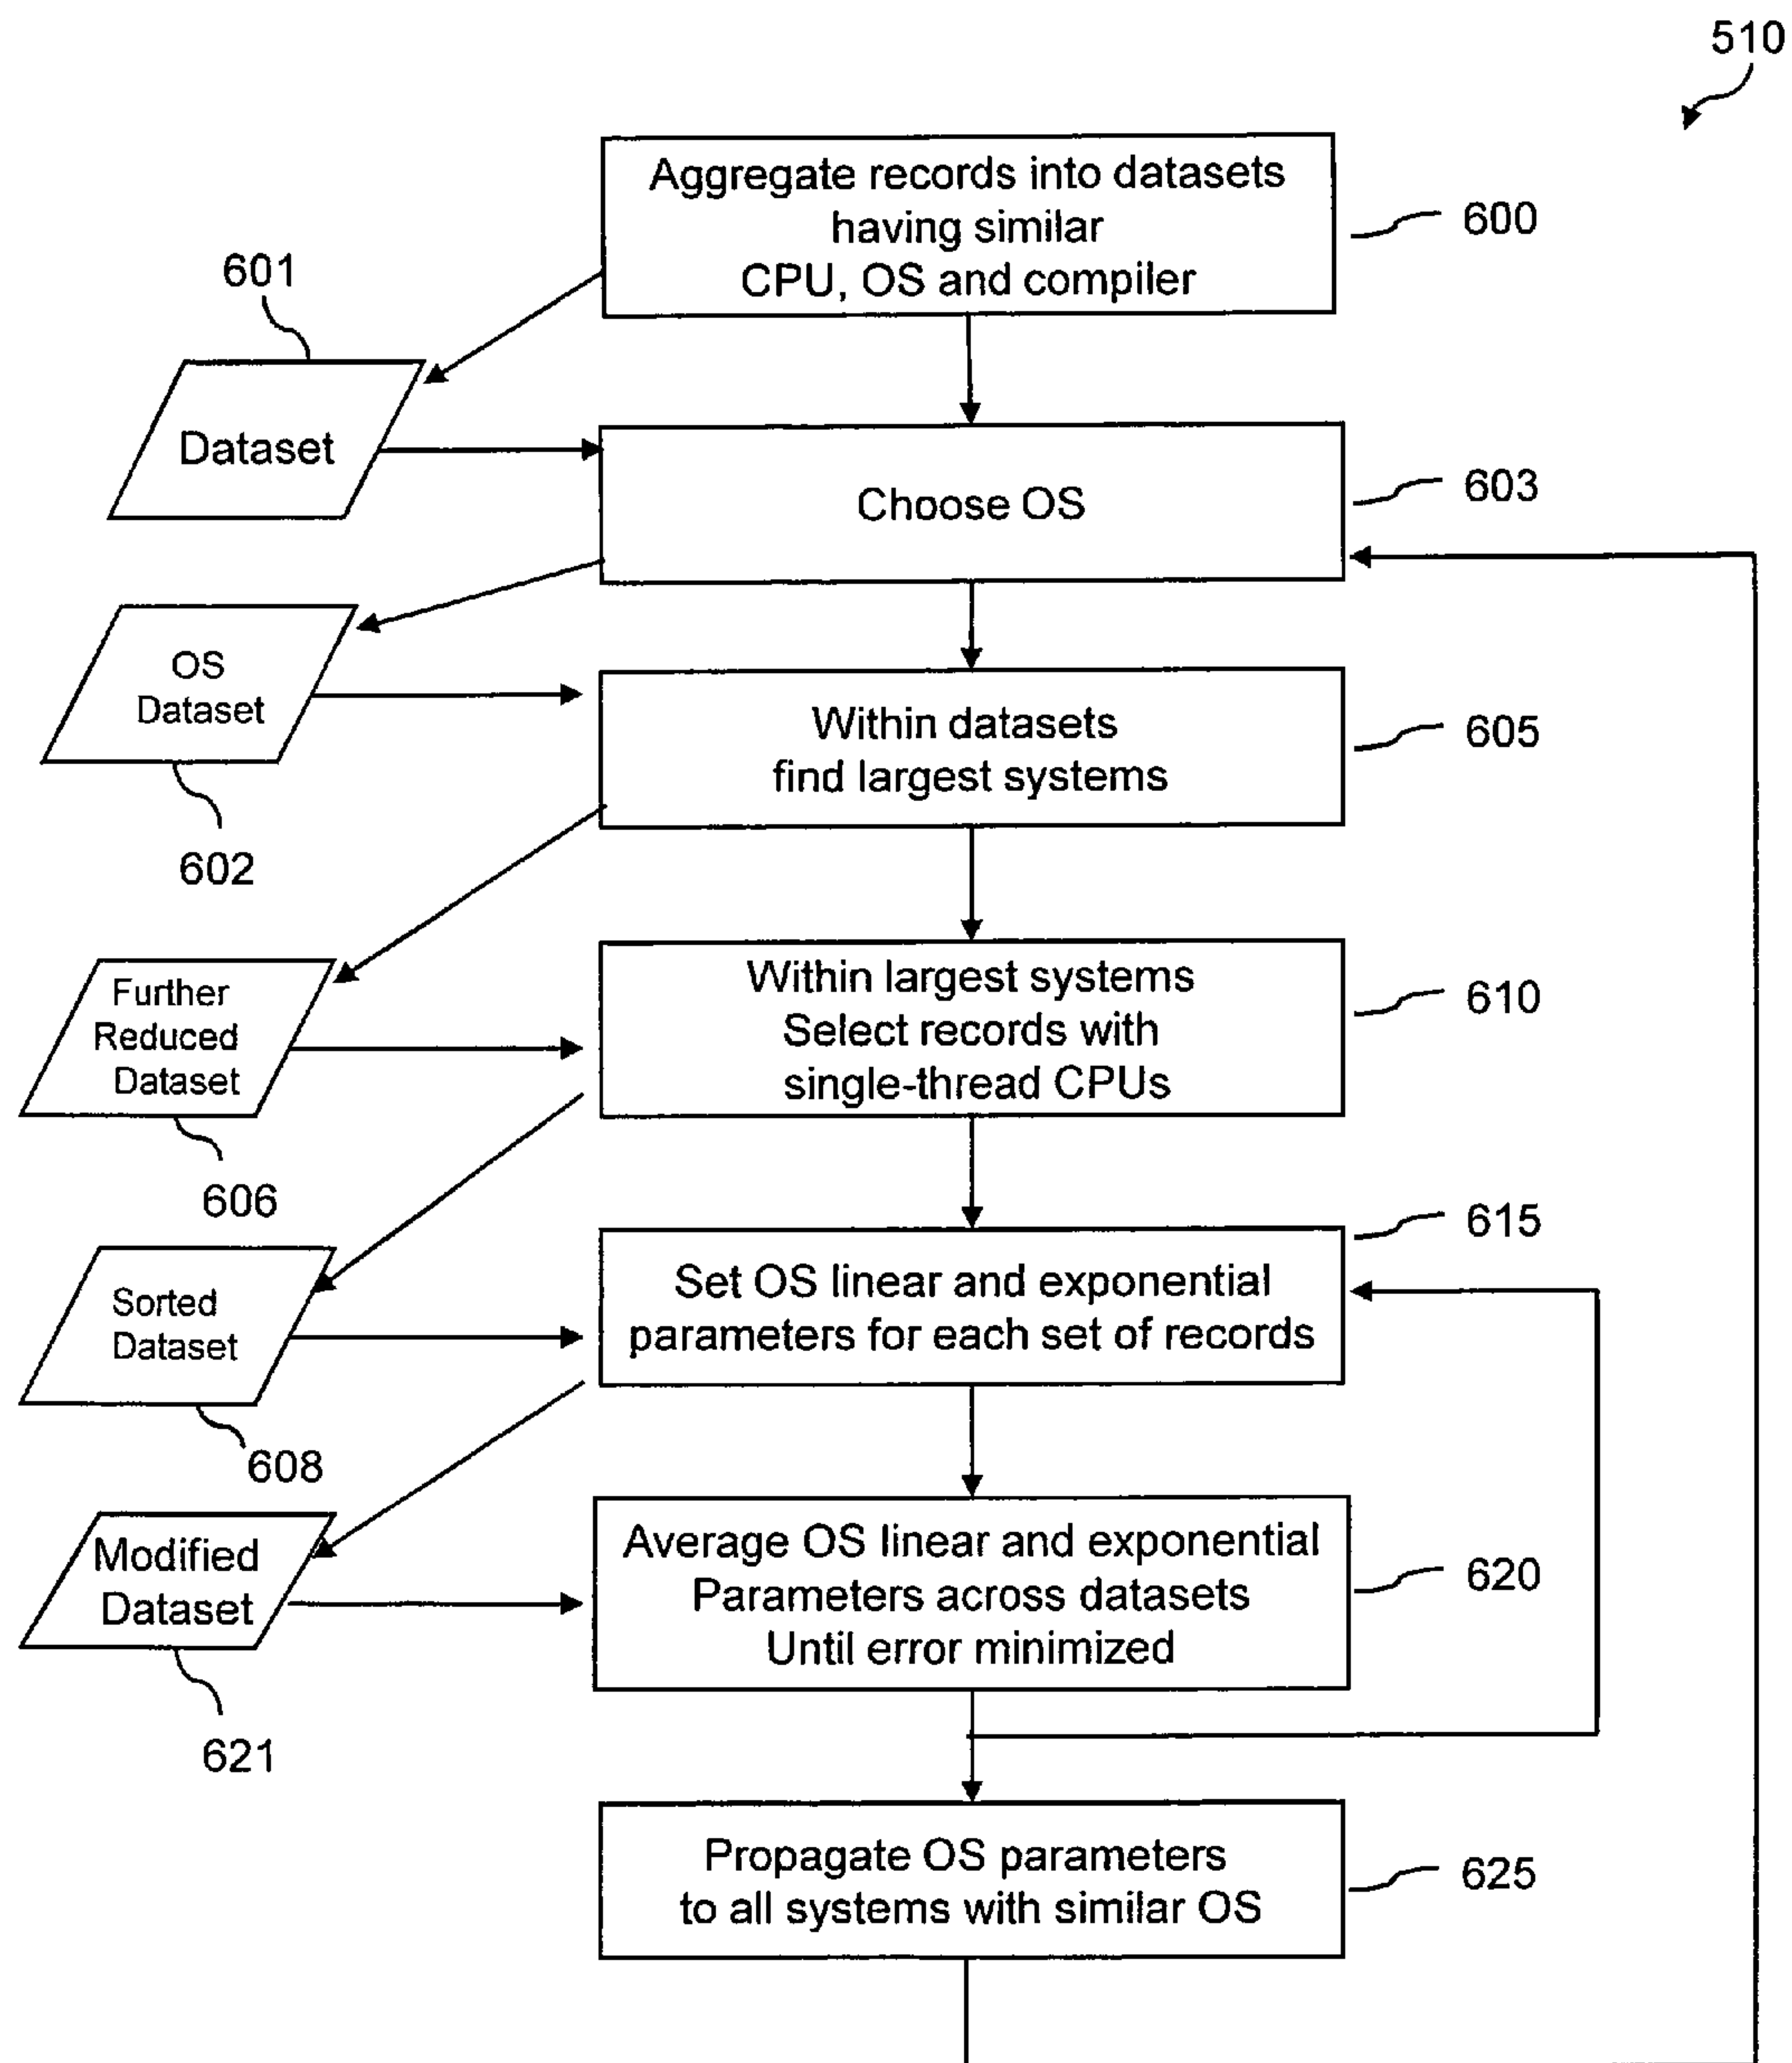 510
Aggregate records into datasets
having similar
CPU, OS and compiler
600
601
Dataset
Choose OS
603
OS
Dataset
602
Within datasets
find largest systems
605
Further
Reduced
Dataset
606
Within largest systems
Select records with
single-thread CPUs
610
Sorted
Dataset
608
Set OS linear and exponential
parameters for each set of records
615
Modified
Dataset
621
Average OS linear and exponential
Parameters across datasets
Until error minimized
620
Propagate OS parameters
to all systems with similar OS
625